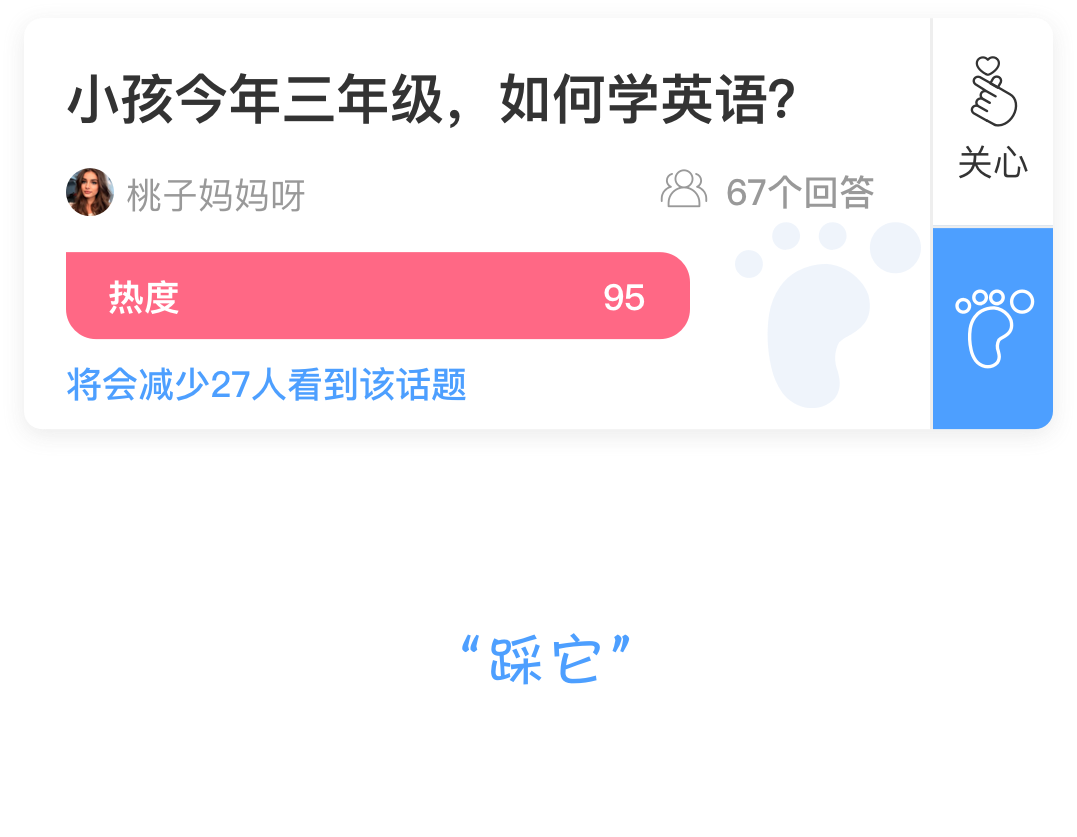 小孩今年三年级，如何学英语？
关心
桃子妈妈呀
67个回答
热度
95
将会减少27人看到该话题
“踩它”